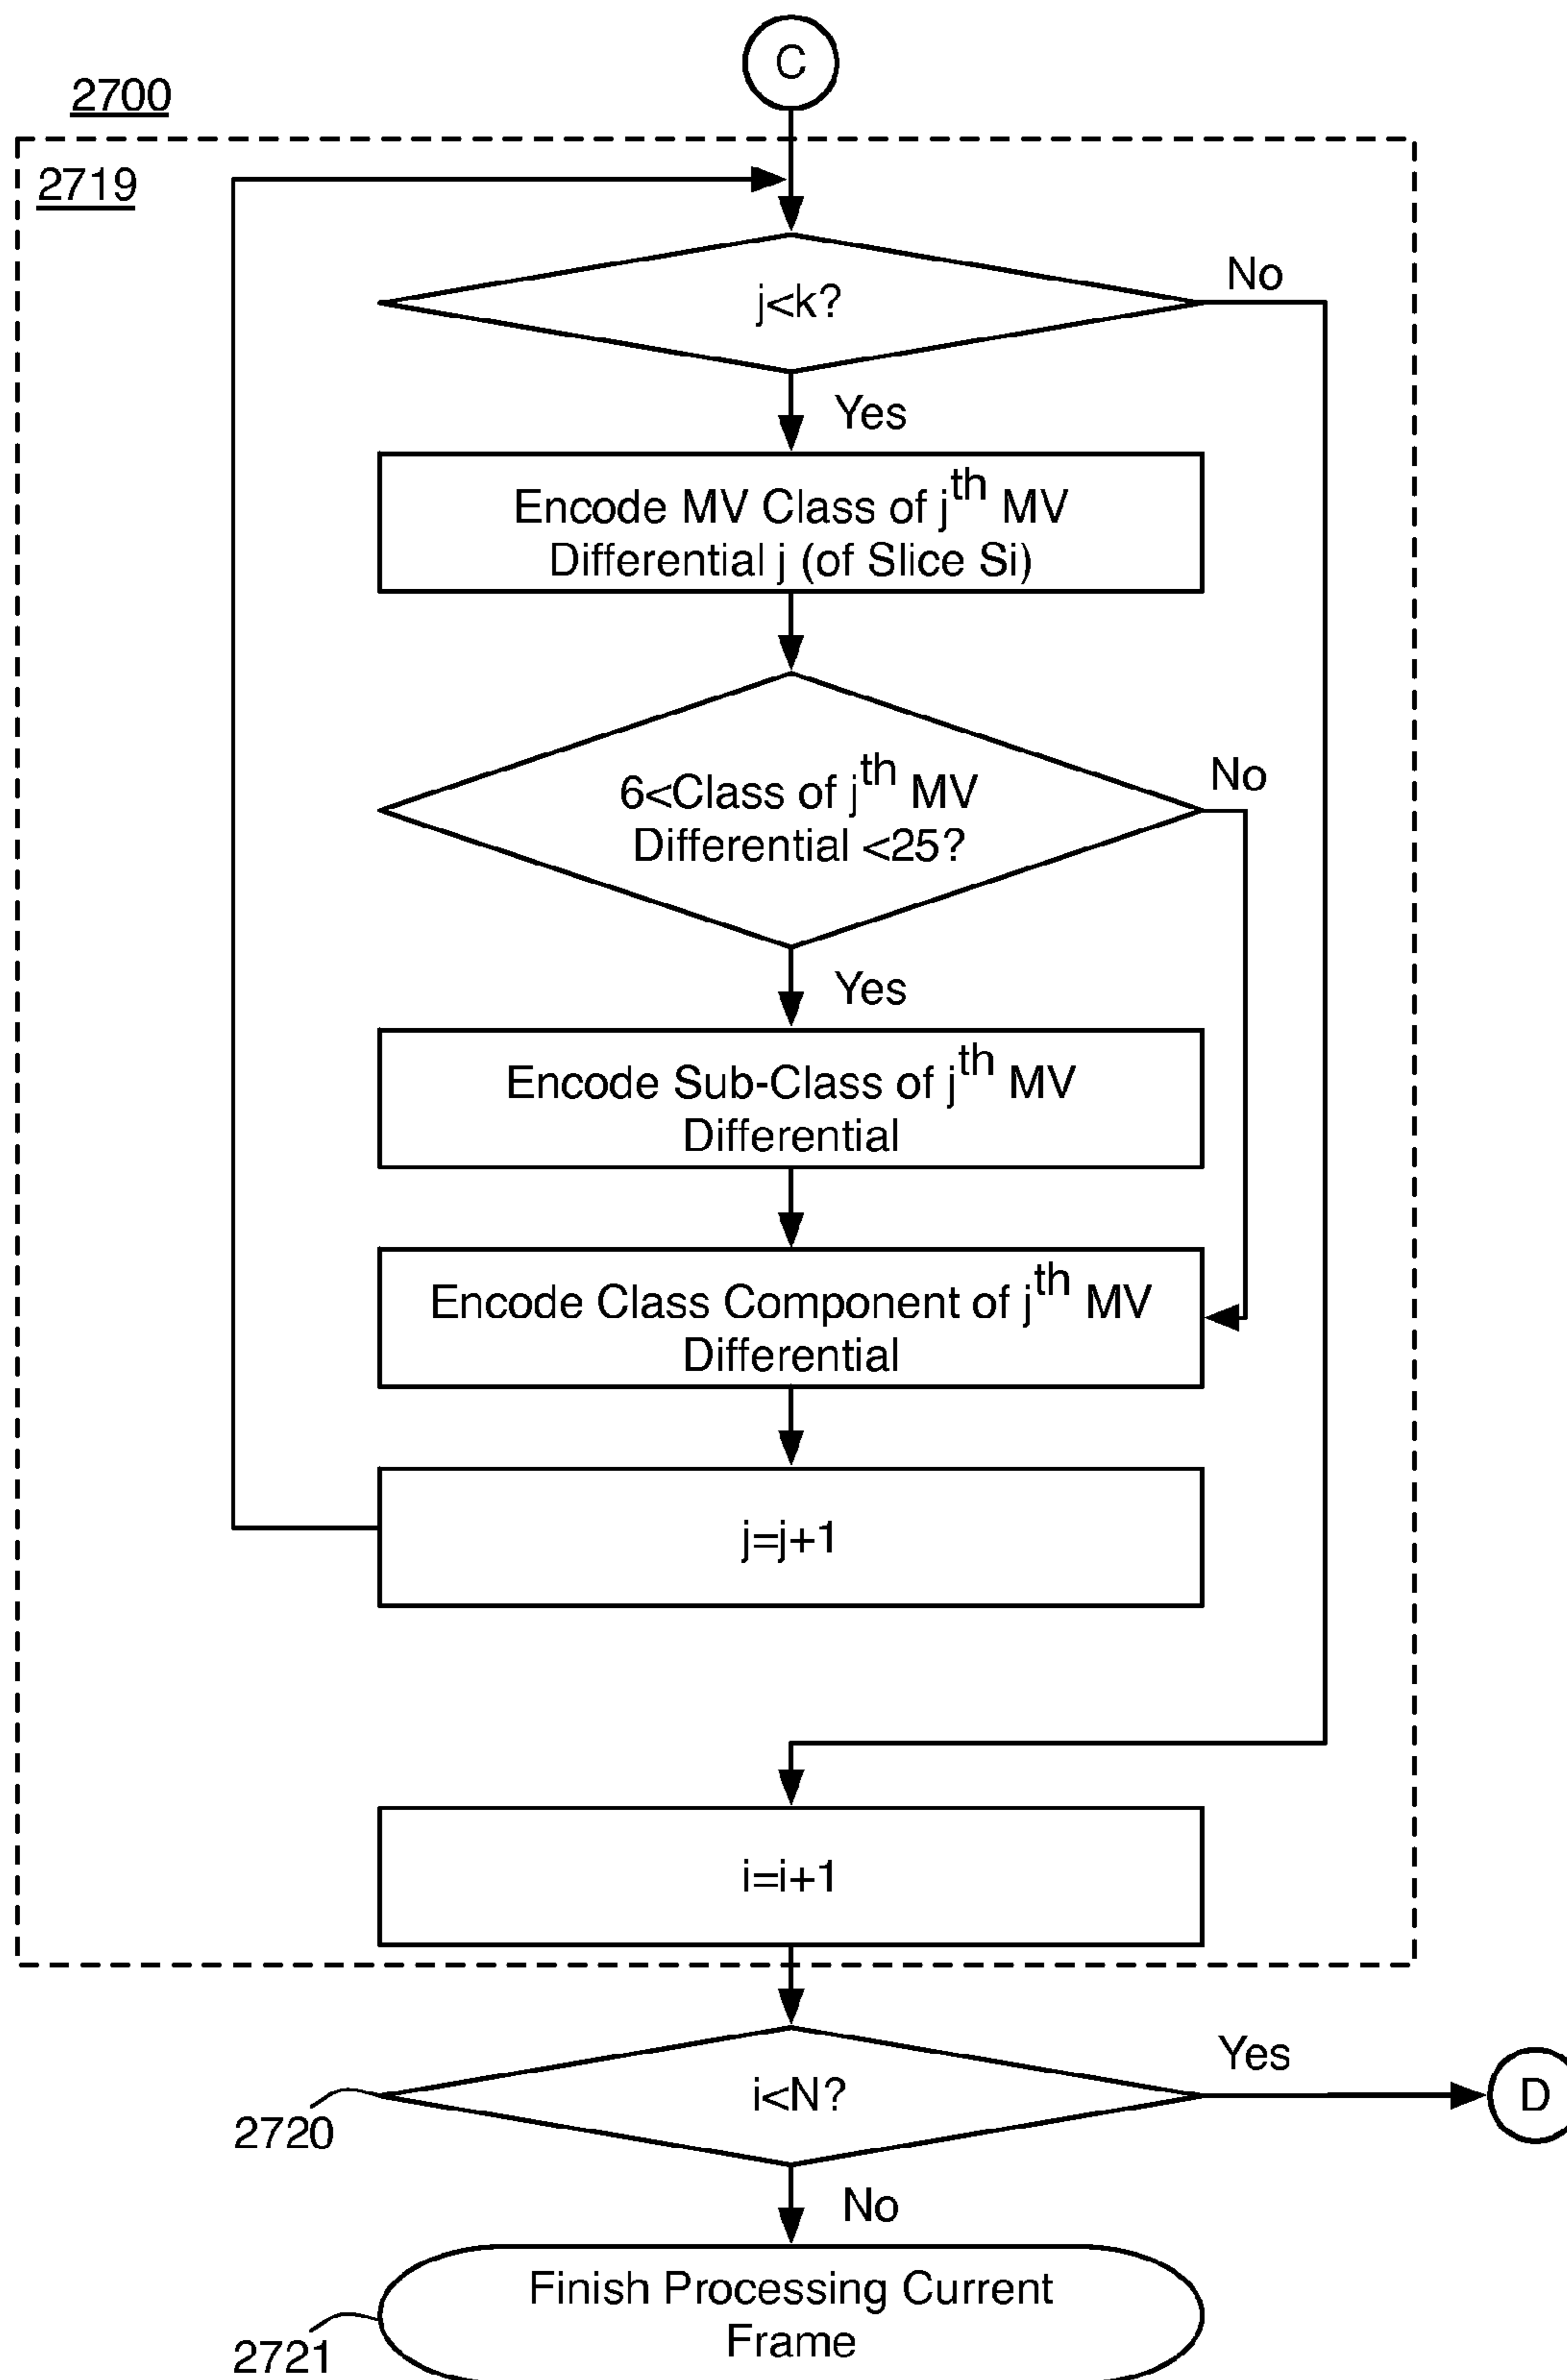 C
2700
2719
j<k?
No
Yes
Encode MV Class of jth MV
Differential j (of Slice Si)
6<Class of jth MV
Differential <25?
No
Yes
Encode Sub-Class of jth MV
Differential
Encode Class Component of jth MV
Differential
j=j+1
i=i+1
i<N?
Yes
D
2720
No
Finish Processing Current
Frame
2721